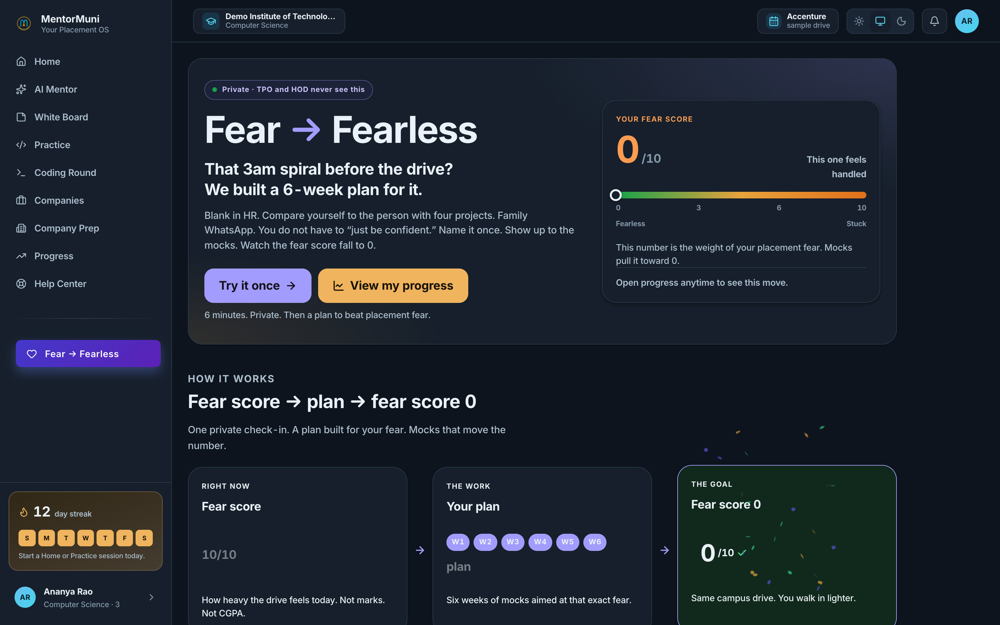 MentorMuni
Your Placement OS
Home
AI Mentor
White Board
Practice
Coding Round
Companies
Company Prep
Progress
Help Center
Fear → Fearless
12 day streak
S M T W T F S
Start a Home or Practice session today.
AR
Ananya Rao
Computer Science · 3
Demo Institute of Technolo...
Computer Science
Accenture
sample drive
AR
Private · TPO and HOD never see this
Fear → Fearless
That 3am spiral before the drive?
We built a 6-week plan for it.
Blank in HR. Compare yourself to the person with four projects. Family
WhatsApp. You do not have to “just be confident.” Name it once. Show up to the
mocks. Watch the fear score fall to 0.
Try it once →
View my progress
6 minutes. Private. Then a plan to beat placement fear.
YOUR FEAR SCORE
0/10
This one feels
handled
0 3 6 10
Fearless Stuck
This number is the weight of your placement fear. Mocks
pull it toward 0.
Open progress anytime to see this move.
HOW IT WORKS
Fear score → plan → fear score 0
One private check-in. A plan built for your fear. Mocks that move the
number.
RIGHT NOW
Fear score
10/10
How heavy the drive feels today. Not marks.
Not CGPA.
→
THE WORK
Your plan
W1 W2 W3 W4 W5 W6
plan
Six weeks of mocks aimed at that exact fear.
→
THE GOAL
Fear score 0
0/10 ✓
Same campus drive. You walk in lighter.